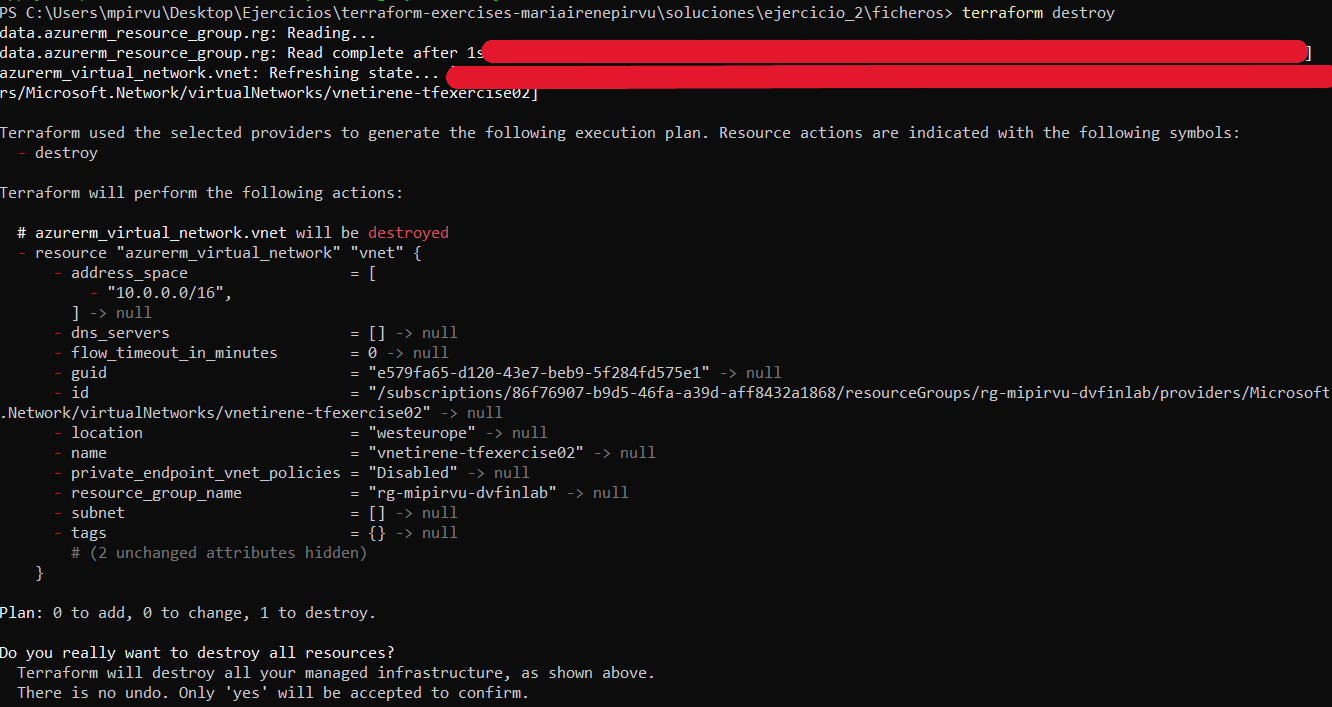 PS C:\Users\mpirvu\Desktop\Ejercicios\terraform-exercises-mariairenepirvu\soluciones\ejercicio_2\ficheros> terraform destroy
data.azurerm_resource_group.rg: Reading...
data.azurerm_resource_group.rg: Read complete after 1s ]
azurerm_virtual_network.vnet: Refreshing state...
rs/Microsoft.Network/virtualNetworks/vnetirene-tfexercise02]
Terraform used the selected providers to generate the following execution plan. Resource actions are indicated with the following symbols:
- destroy
Terraform will perform the following actions:
# azurerm_virtual_network.vnet will be destroyed
- resource "azurerm_virtual_network" "vnet" {
- address_space = [
- "10.0.0.0/16",
] -> null
- dns_servers = [] -> null
- flow_timeout_in_minutes = 0 -> null
- guid = "e579fa65-d120-43e7-beb9-5f284fd575e1" -> null
- id = "/subscriptions/86f76907-b9d5-46fa-a39d-aff8432a1868/resourceGroups/rg-mipirvu-dvfinlab/providers/Microsoft
.Network/virtualNetworks/vnetirene-tfexercise02" -> null
- location = "westeurope" -> null
- name = "vnetirene-tfexercise02" -> null
- private_endpoint_vnet_policies = "Disabled" -> null
- resource_group_name = "rg-mipirvu-dvfinlab" -> null
- subnet = [] -> null
- tags = {} -> null
# (2 unchanged attributes hidden)
}
Plan: 0 to add, 0 to change, 1 to destroy.
Do you really want to destroy all resources?
Terraform will destroy all your managed infrastructure, as shown above.
There is no undo. Only 'yes' will be accepted to confirm.